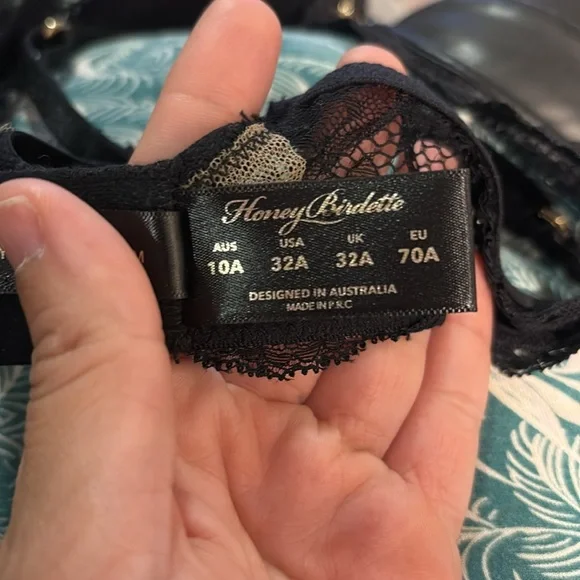 Honey Birdette
AUS USA UK EU
10A 32A 32A 70A
DESIGNED IN AUSTRALIA
MADE IN P.R.C